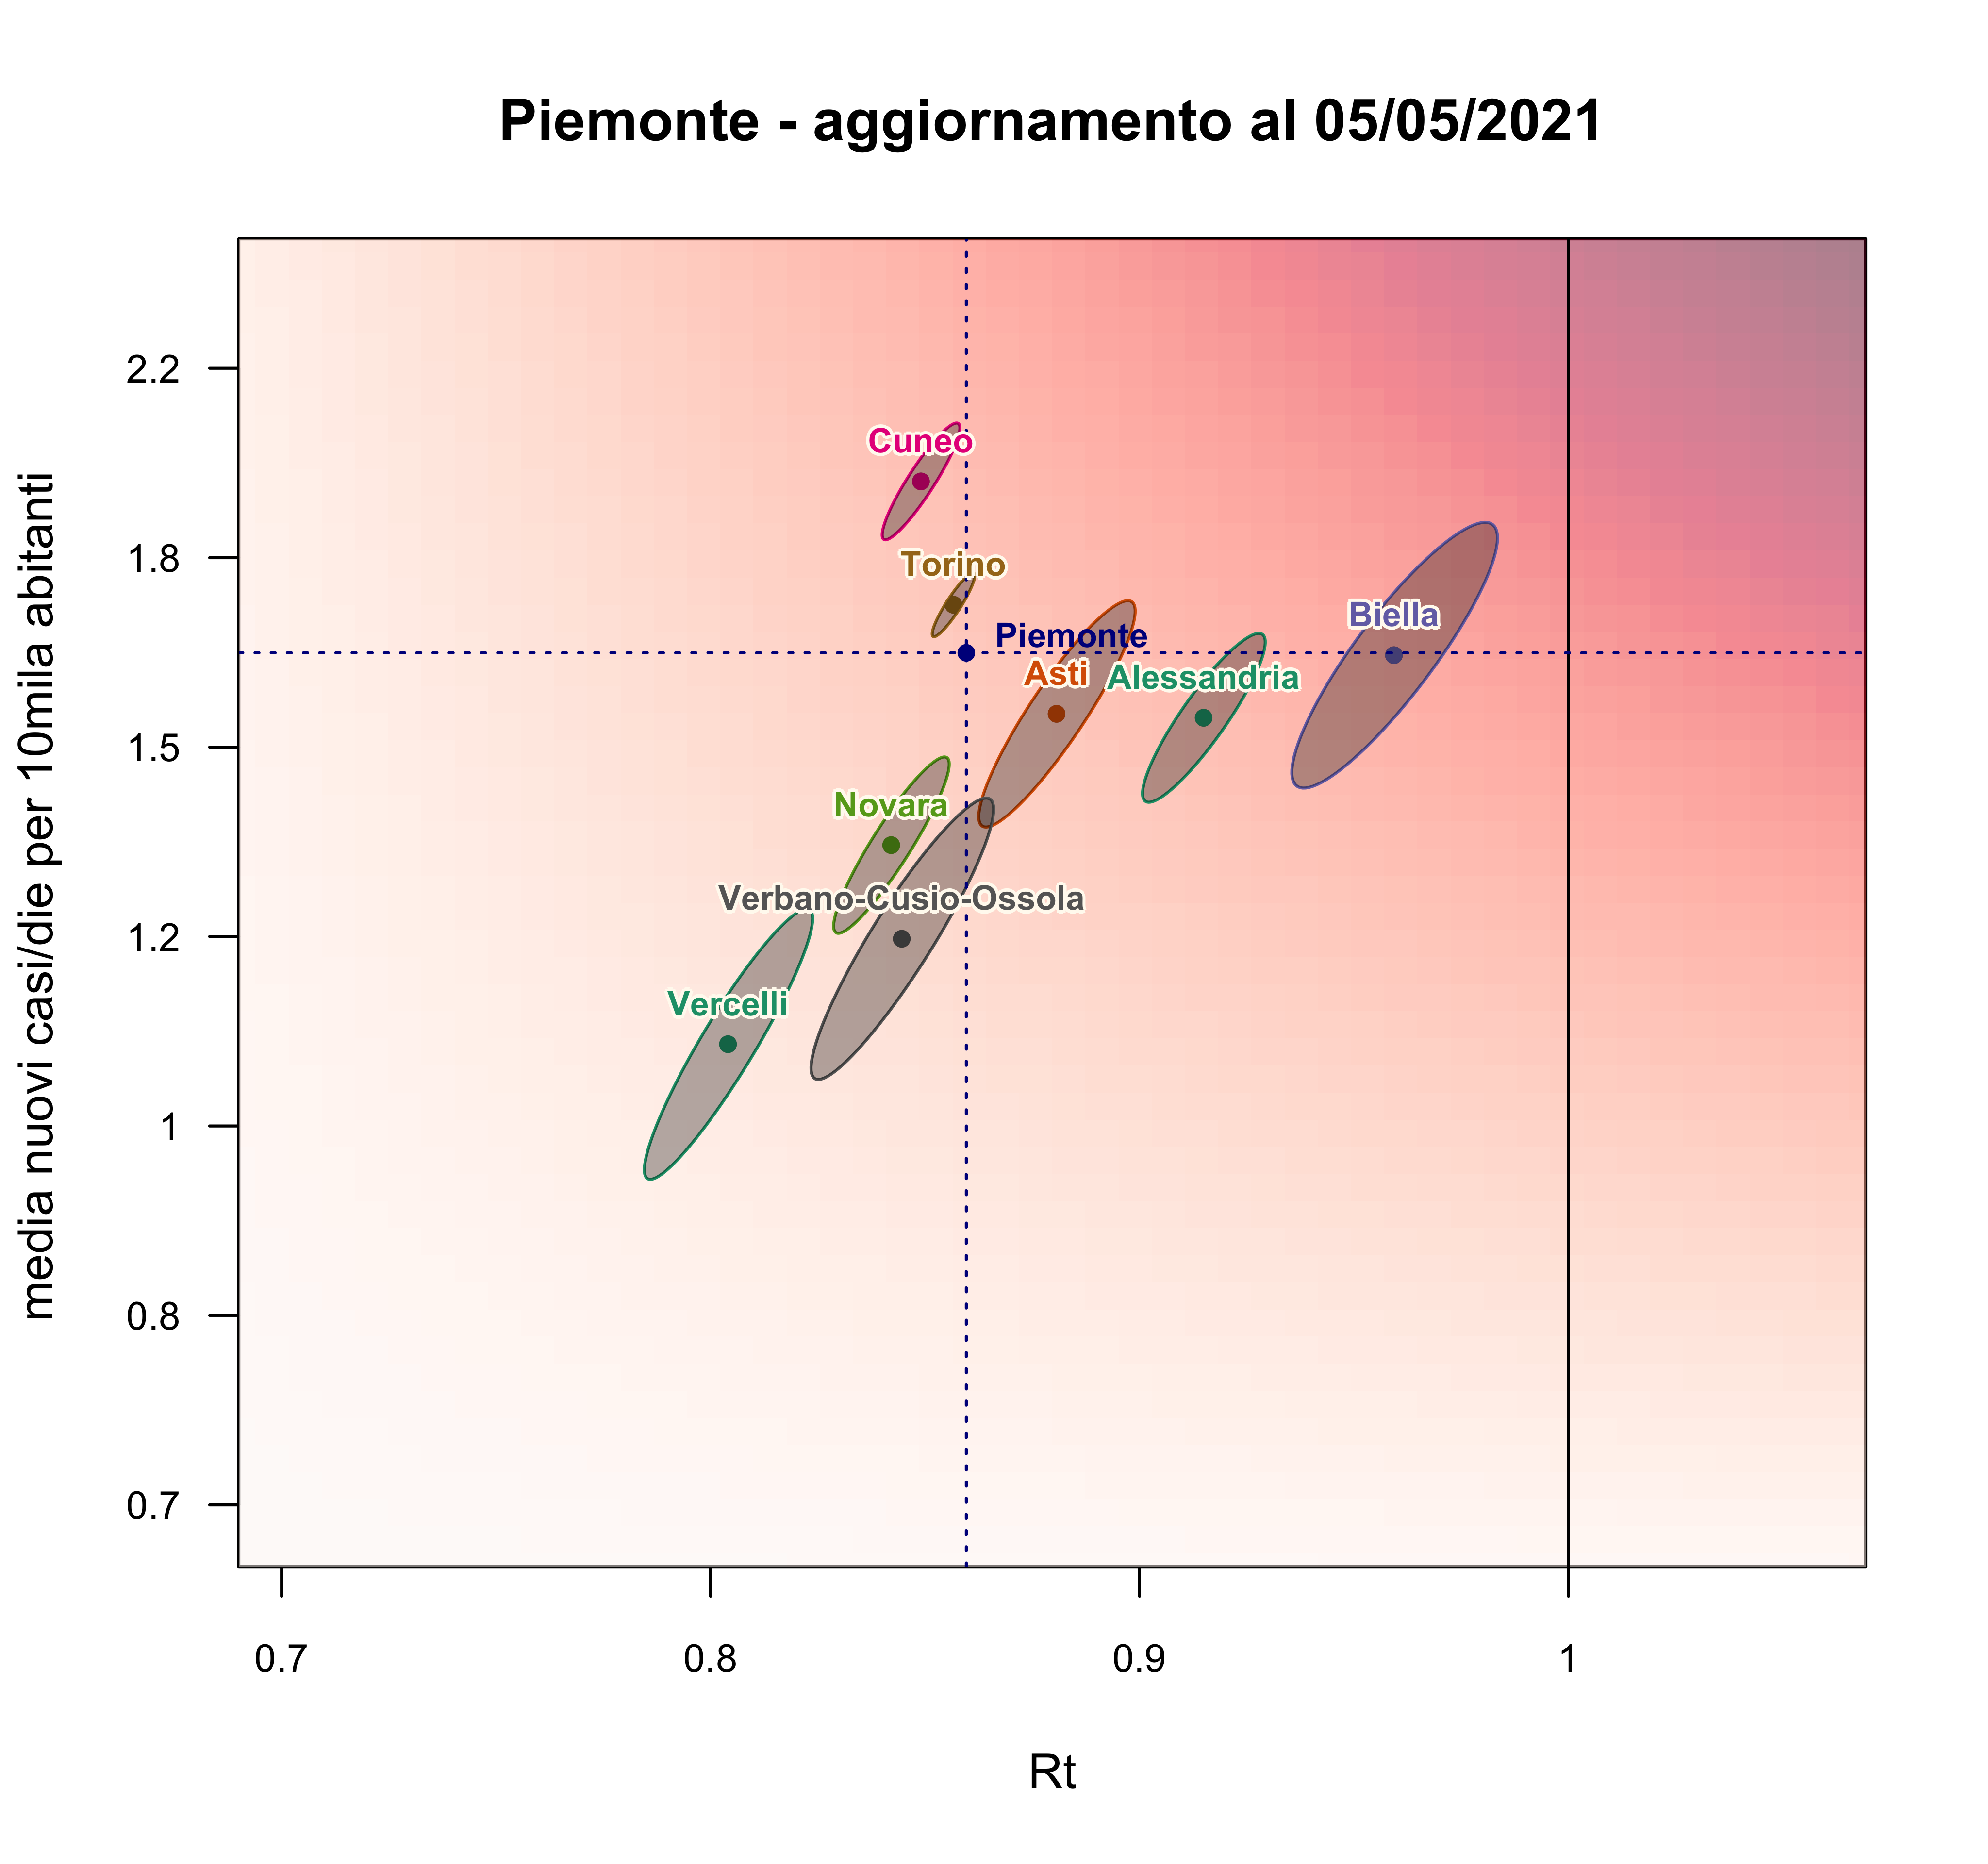 Piemonte - aggiornamento al 05/05/2021
media nuovi casi/die per 10mila abitanti
2.2
1.8
1.5
1.2
1
0.8
0.7
Cuneo
Torino
Piemonte
Biella
Asti
Alessandria
Novara
Verbano-Cusio-Ossola
Vercelli
0.7
0.8
0.9
1
Rt